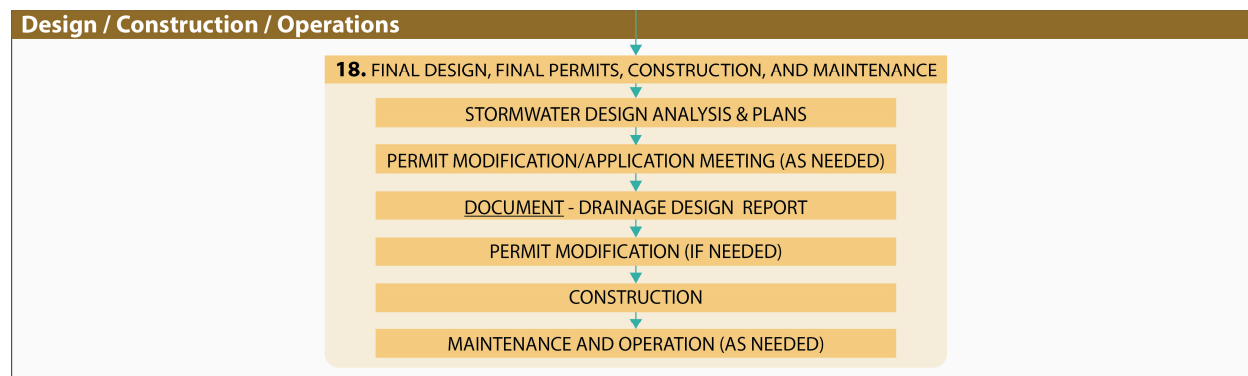 Design / Construction / Operations
18. FINAL DESIGN, FINAL PERMITS, CONSTRUCTION, AND MAINTENANCE
STORMWATER DESIGN ANALYSIS & PLANS
PERMIT MODIFICATION/APPLICATION MEETING (AS NEEDED)
DOCUMENT - DRAINAGE DESIGN REPORT
PERMIT MODIFICATION (IF NEEDED)
CONSTRUCTION
MAINTENANCE AND OPERATION (AS NEEDED)